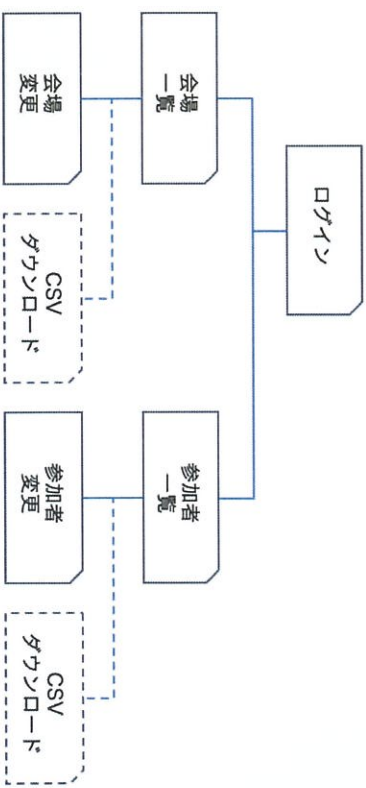 ログイン
会場
一覧
参加者
一覧
会場
変更
CSV
ダウンロード
参加者
変更
CSV
ダウンロード